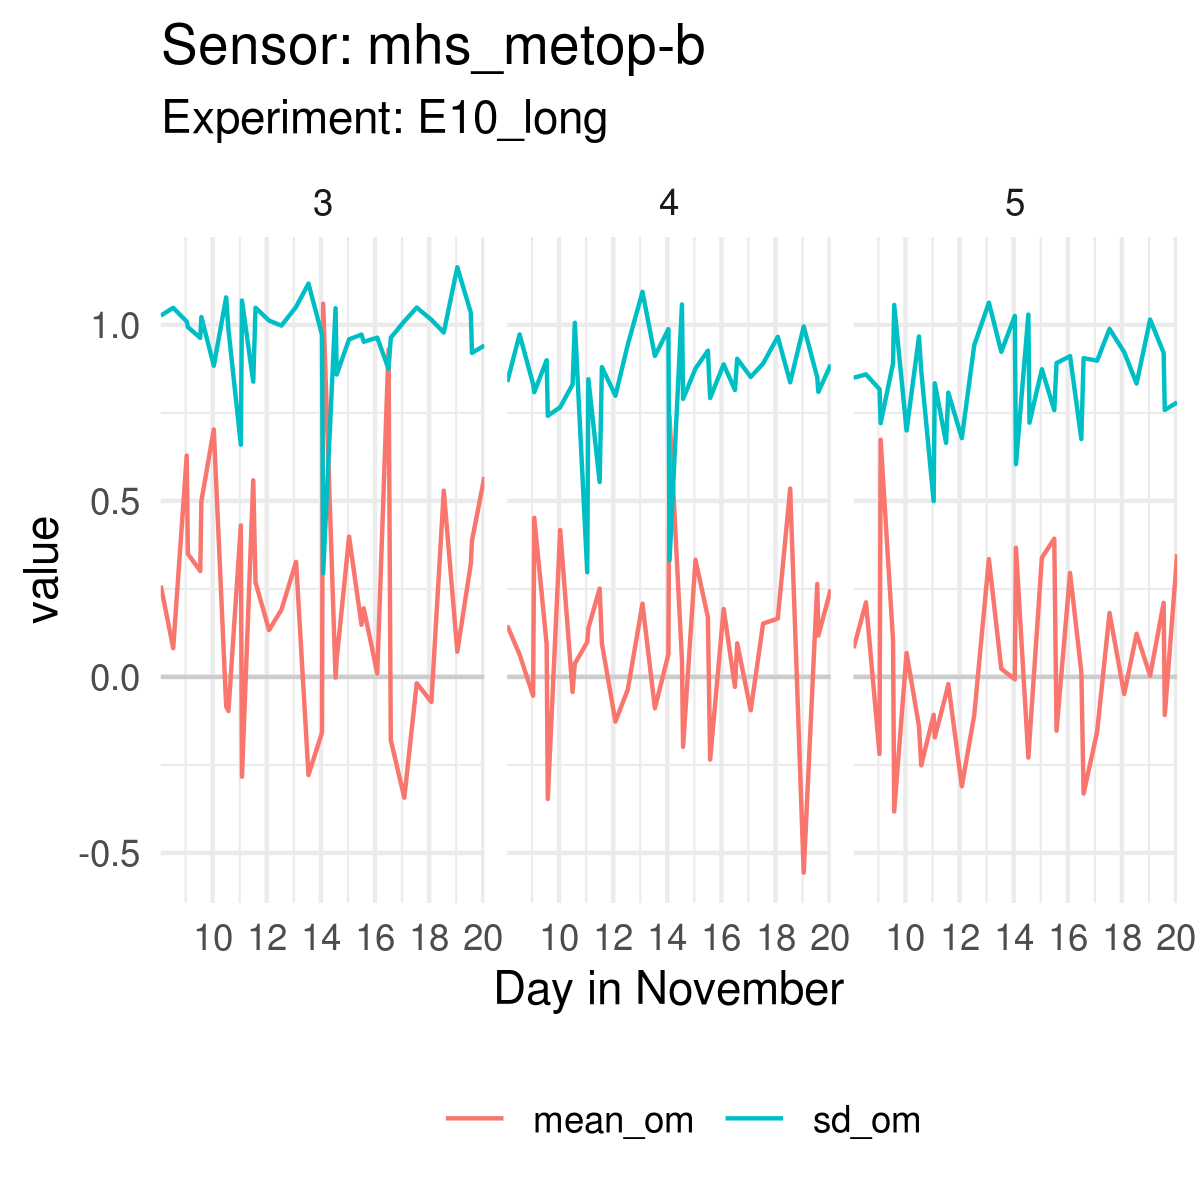 Sensor: mhs_metop-b
Experiment: E10_long
3 4 5
1.0
0.5
0.0
-0.5
value
10 12 14 16 18 20 10 12 14 16 18 20 10 12 14 16 18 20
Day in November
mean_om sd_om